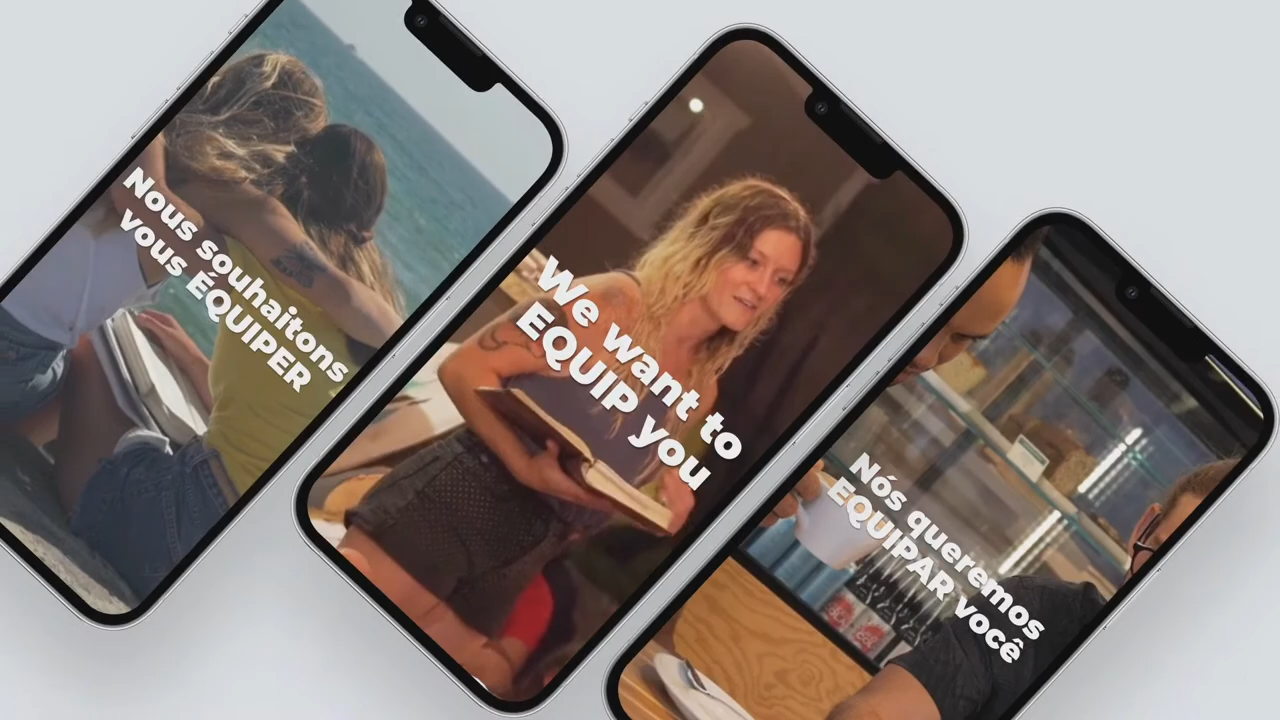 Nous souhaitons
vous ÉQUIPER
We want to
EQUIP you
Nós queremos
EQUIPAR você